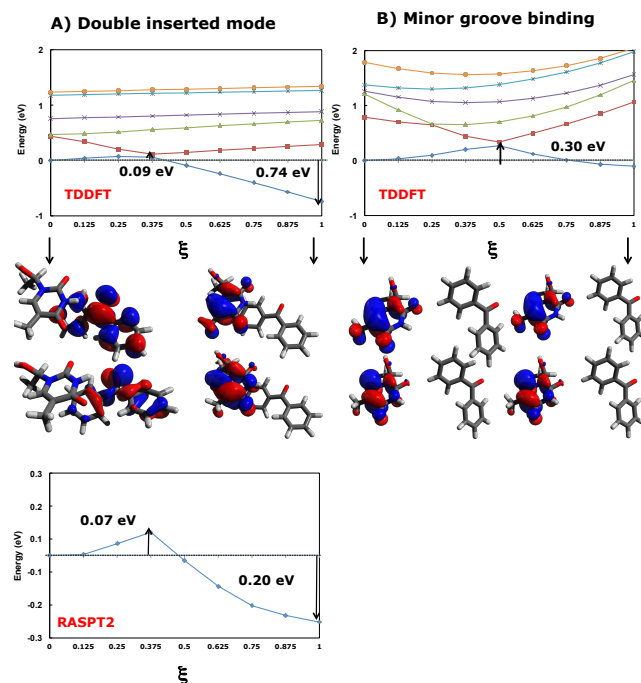 A) Double inserted mode
B) Minor groove binding
2
1
0
-1
Energy (eV)
0.09 eV
0.74 eV
TDDFT
0 0.125 0.25 0.375 0.5 0.625 0.75 0.875 1
ξ
2
1
0
-1
Energy (eV)
0.30 eV
TDDFT
0 0.125 0.25 0.375 0.5 0.625 0.75 0.875 1
ξ
0.3
0.2
0.1
0
-0.1
-0.2
-0.3
Energy (eV)
0.07 eV
0.20 eV
RASPT2
0 0.125 0.25 0.375 0.5 0.625 0.75 0.875 1
ξ